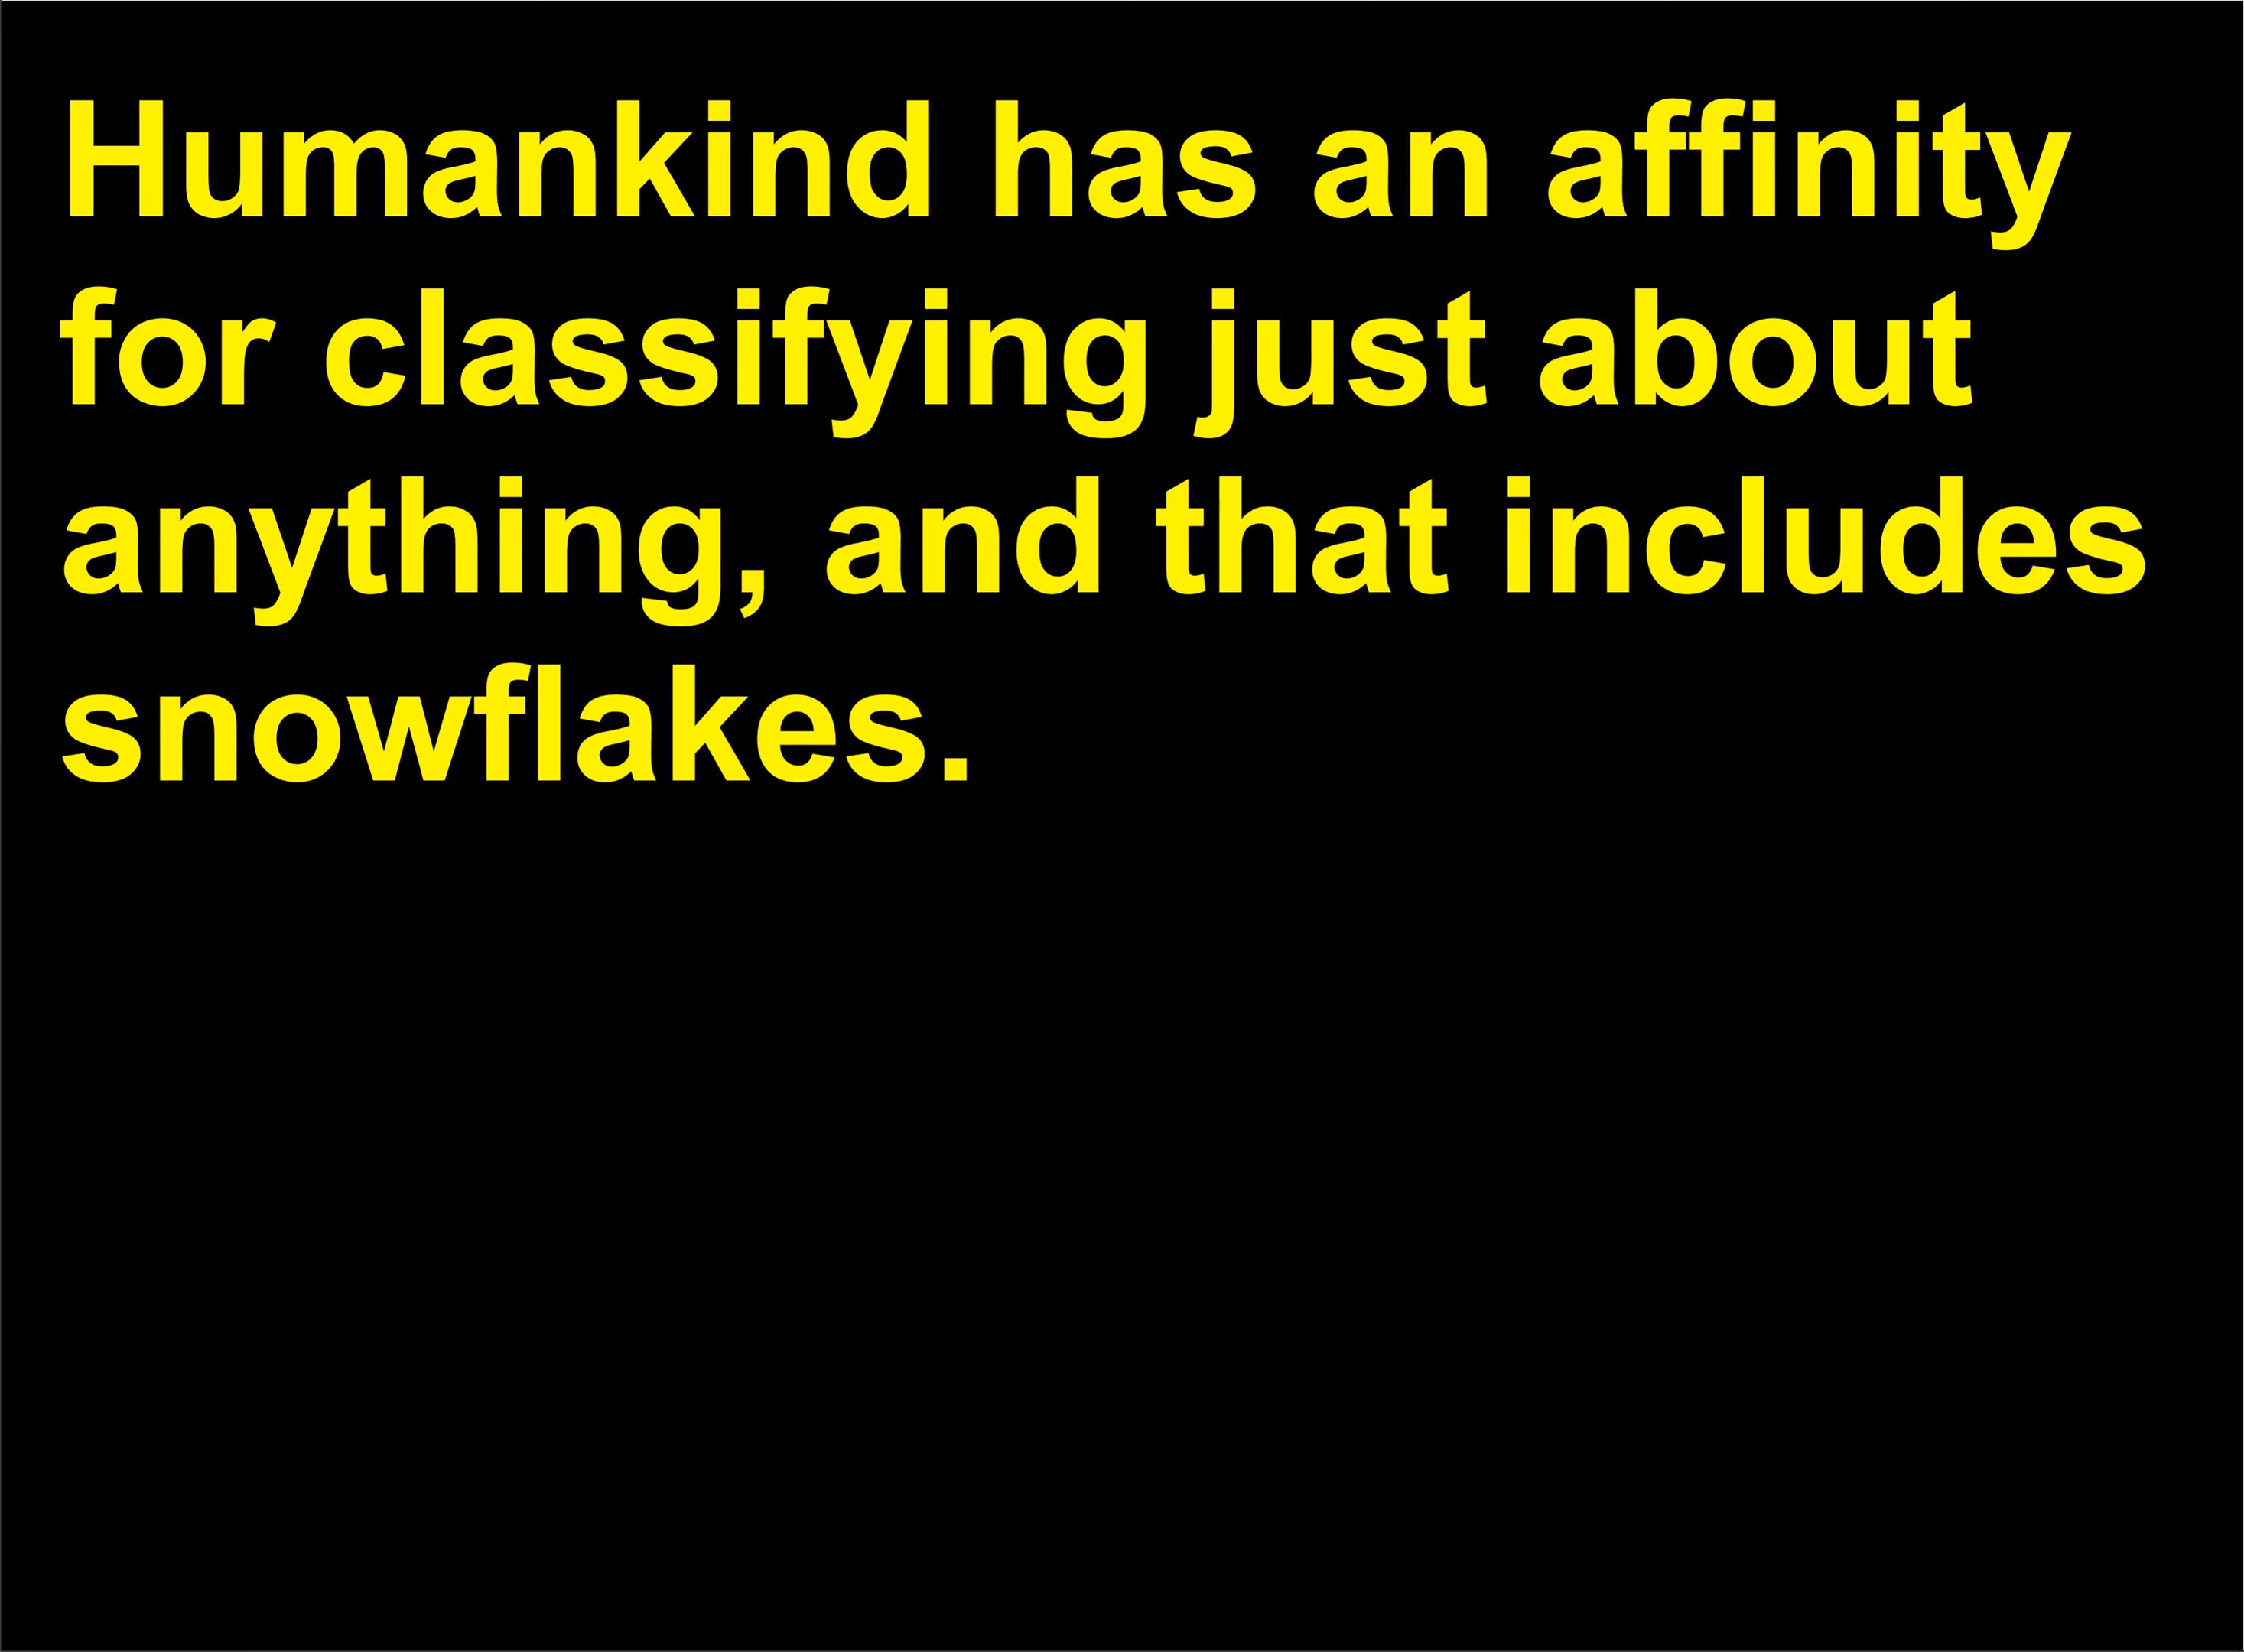 Humankind has an affinity
for classifying just about
anything, and that includes
snowflakes.